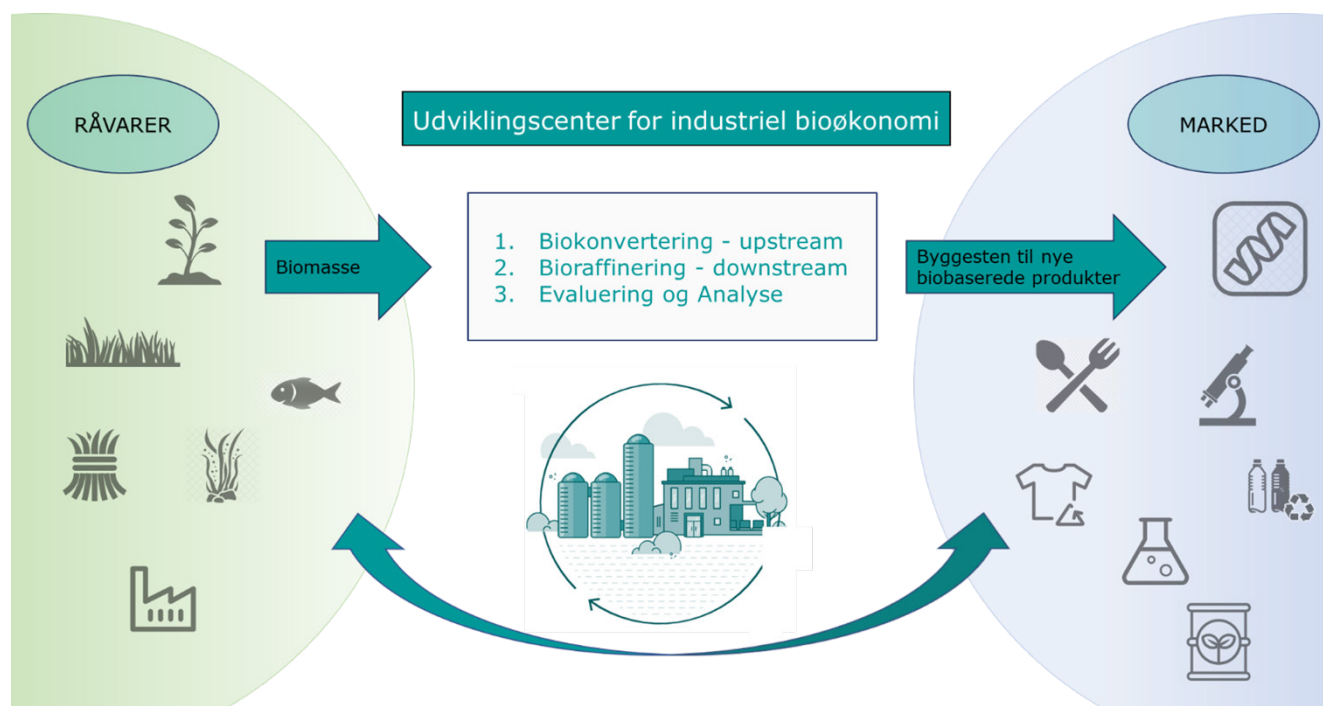 RÅVARER
Udviklingscenter for industriel bioøkonomi
MARKED
Biomasse
1. Biokonvertering - upstream
2. Bioraffinering - downstream
3. Evaluering og Analyse
Byggesten til nye
biobaserede produkter